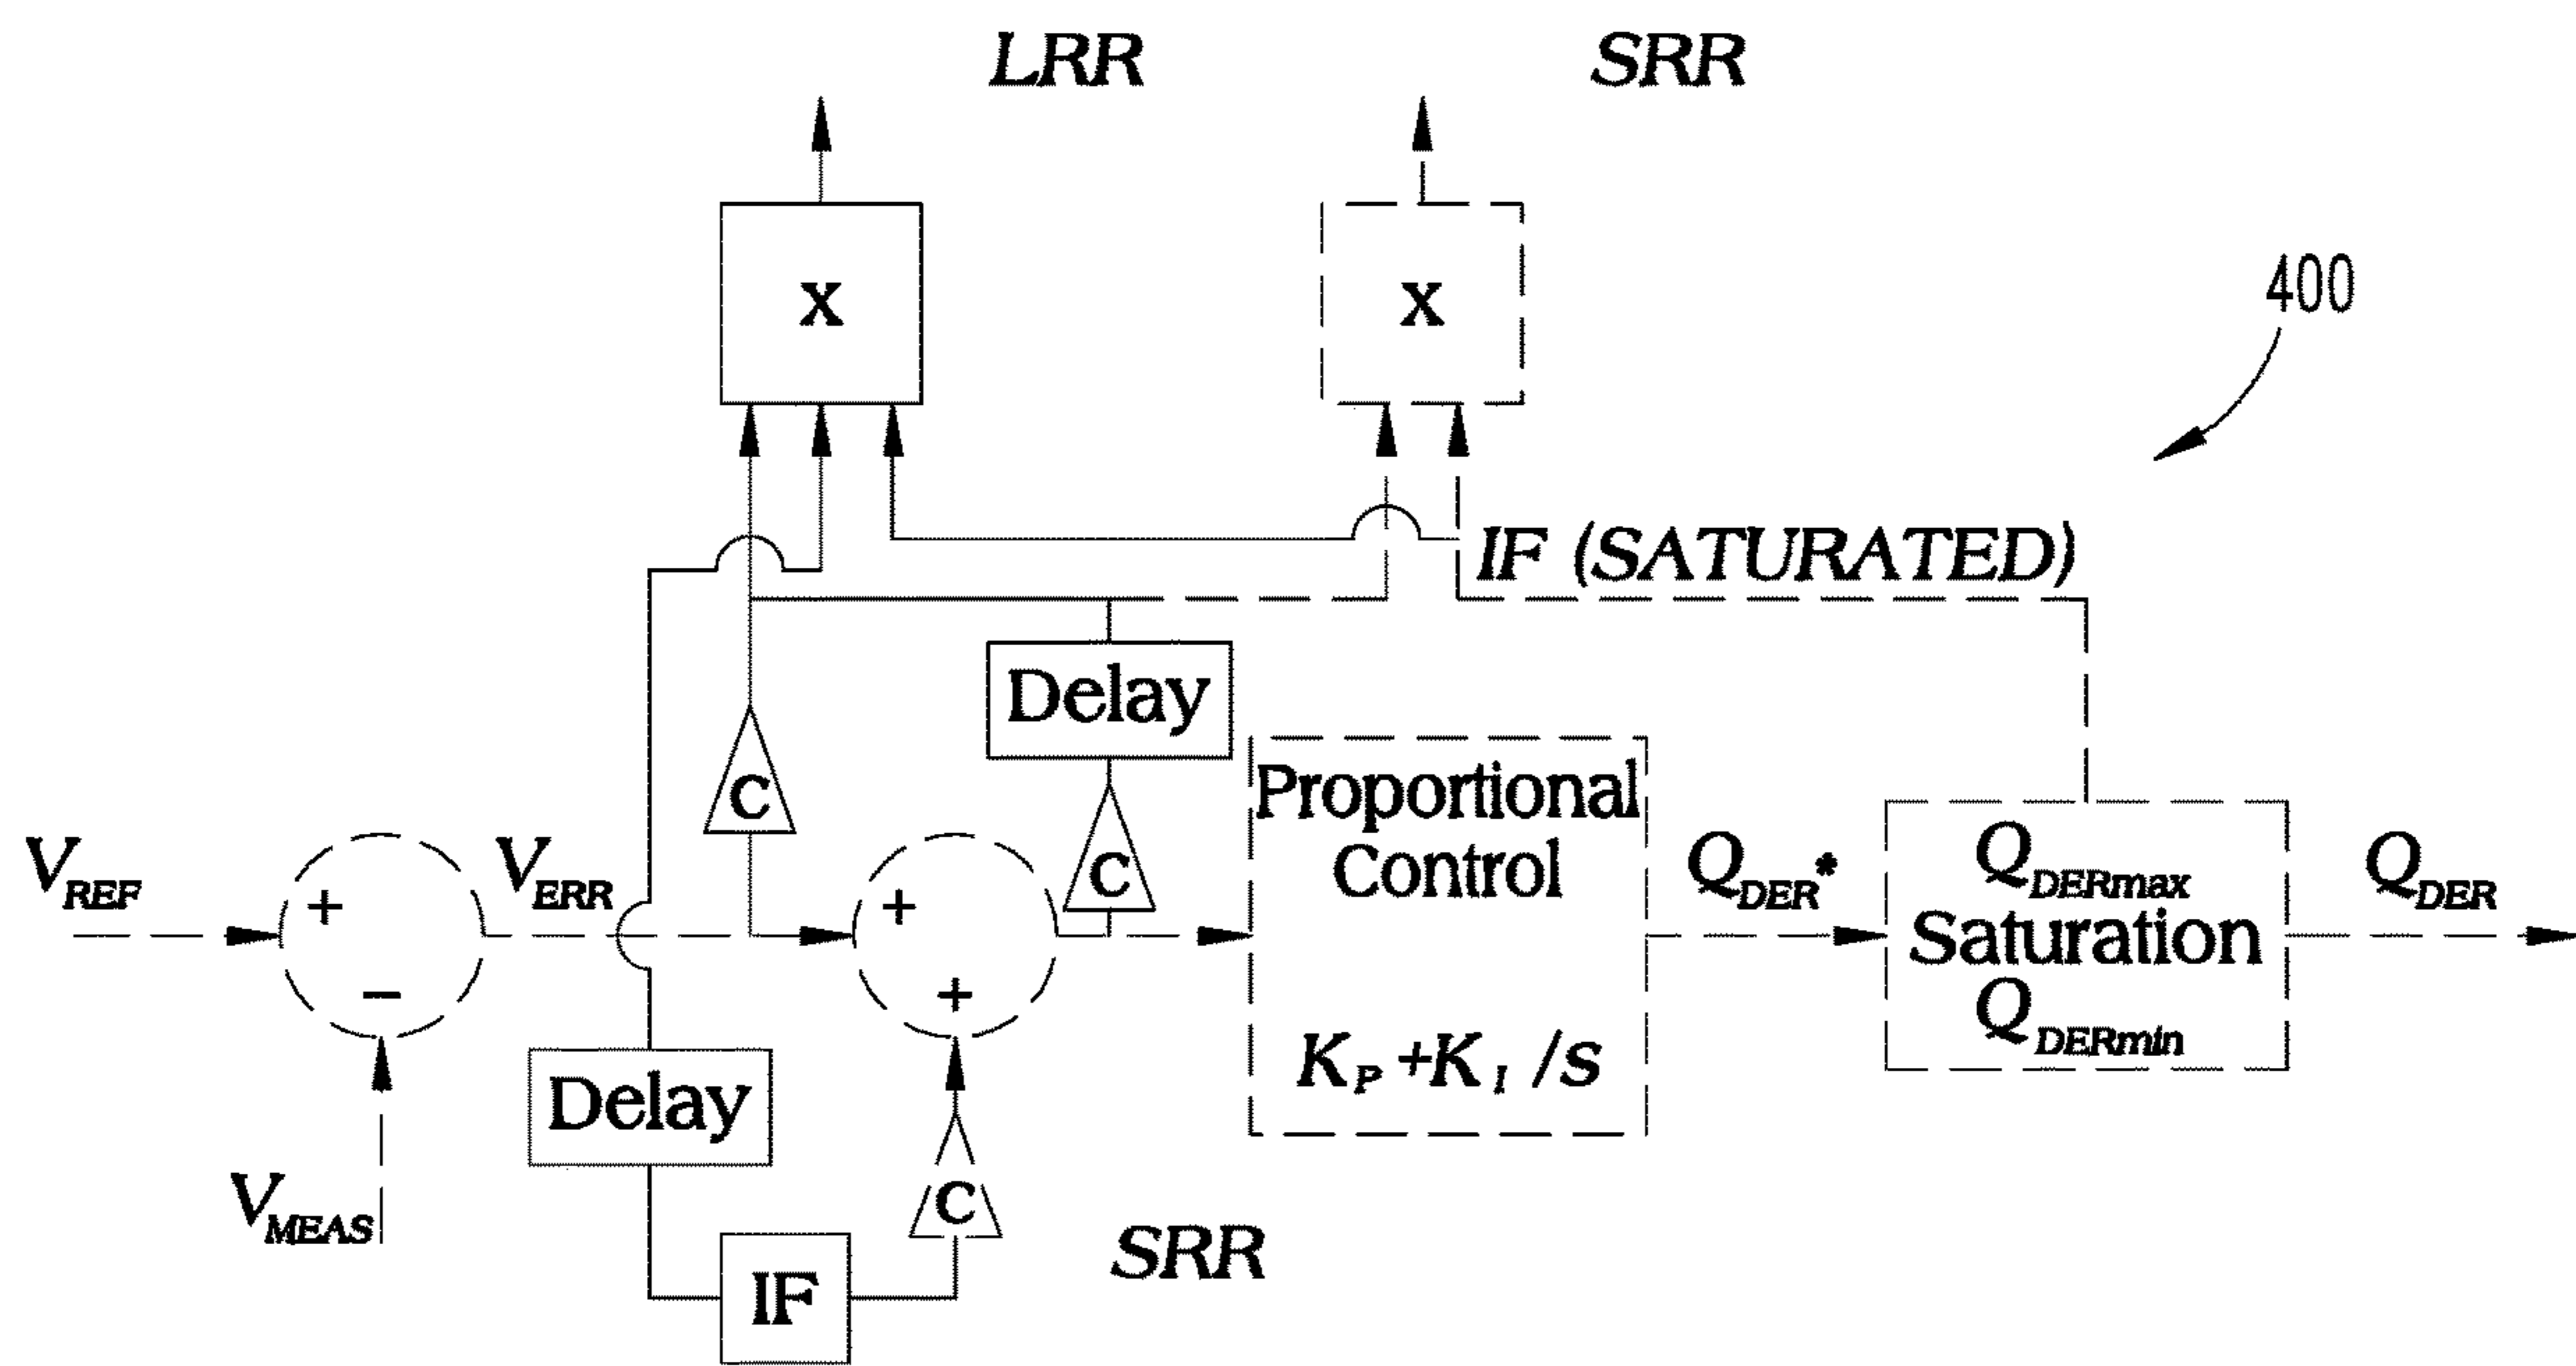 LRR
SRR
X
X
400
IF (SATURATED)
Delay
C
C
Proportional
Control
K_P +K_I /s
V_REF
+
−
V_ERR
V_MEAS
+
+
Q_DER*
Q_DERmax
Saturation
Q_DERmin
Q_DER
Delay
C
SRR
IF